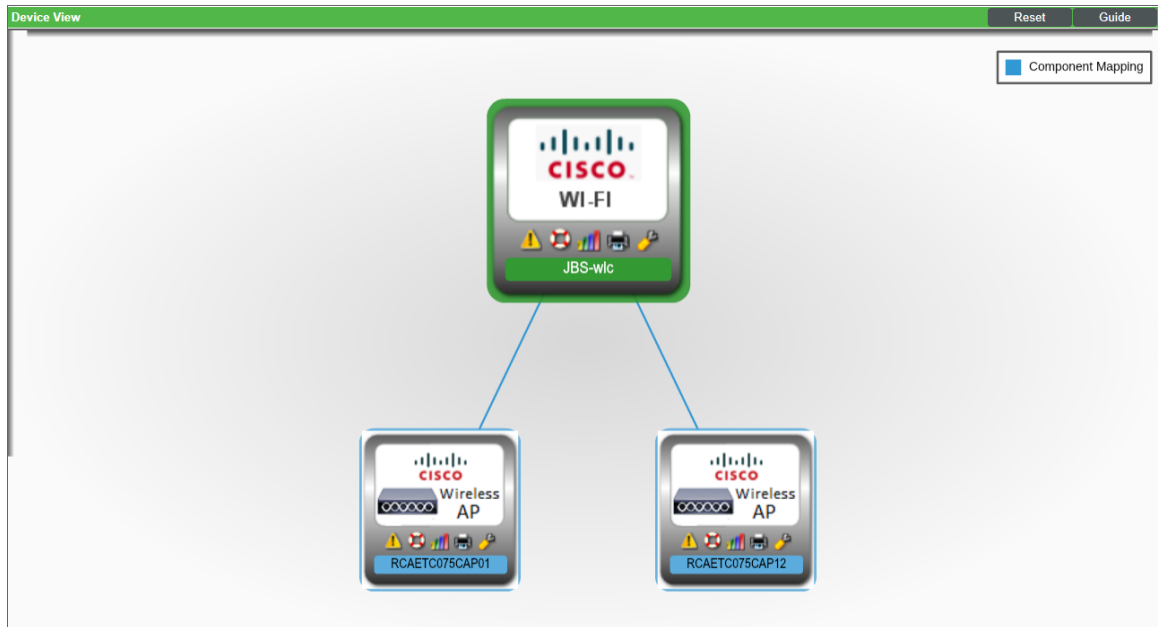 Device View
Reset
Guide
Component Mapping
CISCO
WI-FI
JBS-wlc
CISCO
Wireless
AP
RCAETC075CAP01
CISCO
Wireless
AP
RCAETC075CAP12